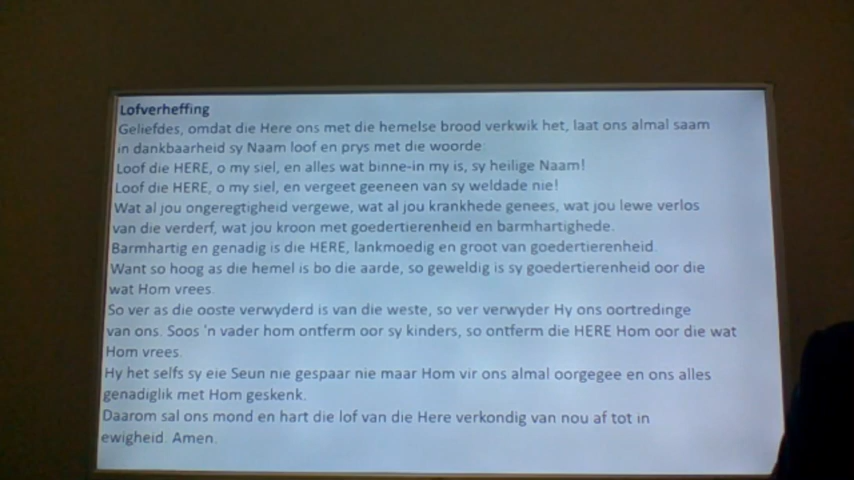 Lofverheffing
Geliefdes, omdat die Here ons met die hemelse brood verkwik het, laat ons almal saam
in dankbaarheid sy Naam loof en prys met die woorde:
Loof die HERE, o my siel, en alles wat binne-in my is, sy heilige Naam!
Loof die HERE, o my siel, en vergeet geeneen van sy weldade nie!
Wat al jou ongeregtigheid vergewe, wat al jou krankhede genees, wat jou lewe verlos
van die verderf, wat jou kroon met goedertierenheid en barmhartighede.
Barmhartig en genadig is die HERE, lankmoedig en groot van goedertierenheid.
Want so hoog as die hemel is bo die aarde, so geweldig is sy goedertierenheid oor die
wat Hom vrees.
So ver as die ooste verwyderd is van die weste, so ver verwyder Hy ons oortredinge
van ons. Soos 'n vader hom ontferm oor sy kinders, so ontferm die HERE Hom oor die wat
Hom vrees.
Hy het selfs sy eie Seun nie gespaar nie maar Hom vir ons almal oorgegee en ons alles
genadiglik met Hom geskenk.
Daarom sal ons mond en hart die lof van die Here verkondig van nou af tot in
ewigheid. Amen.